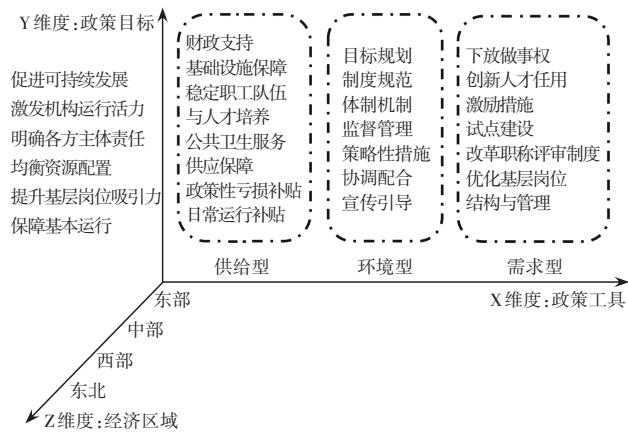 Y维度:政策目标
促进可持续发展
激发机构运行活力
明确各方主体责任
均衡资源配置
提升基层岗位吸引力
保障基本运行
财政支持
基础设施保障
稳定职工队伍
与人才培养
公共卫生服务
供应保障
政策性亏损补贴
日常运行补贴
目标规划
制度规范
体制机制
监督管理
策略性措施
协调配合
宣传引导
下放做事权
创新人才任用
激励措施
试点建设
改革职称评审制度
优化基层岗位
结构与管理
供给型
环境型
需求型
X维度:政策工具
东部
中部
西部
东北
Z维度:经济区域